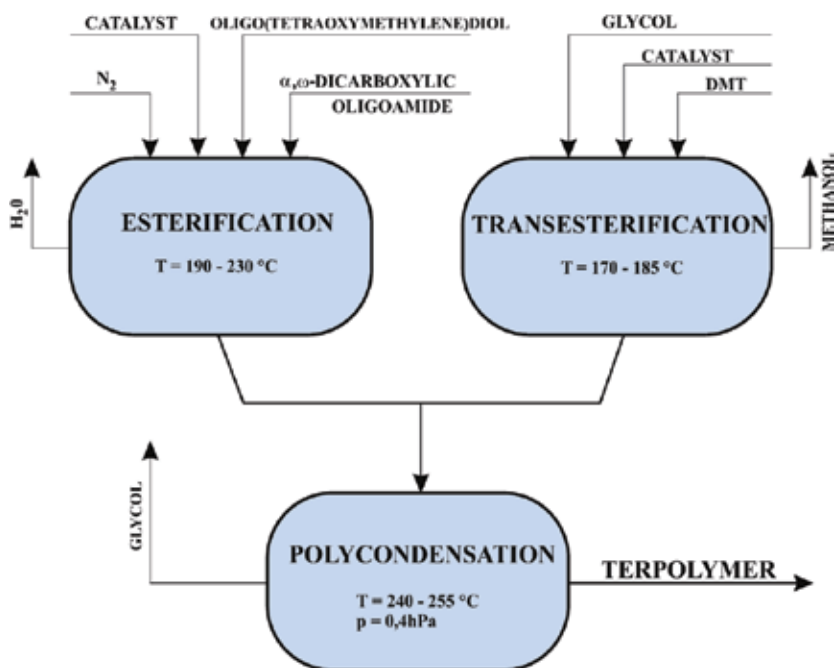 CATALYST
OLIGO(TETRAOXYMETHYLENE)DIOL
GLYCOL
N₂
α,ω-DICARBOXYLIC
OLIGOAMIDE
CATALYST
DMT
H₂0
ESTERIFICATION
T = 190 - 230 °C
TRANSESTERIFICATION
T = 170 - 185 °C
METHANOL
GLYCOL
POLYCONDENSATION
T = 240 - 255 °C
p = 0,4hPa
TERPOLYMER